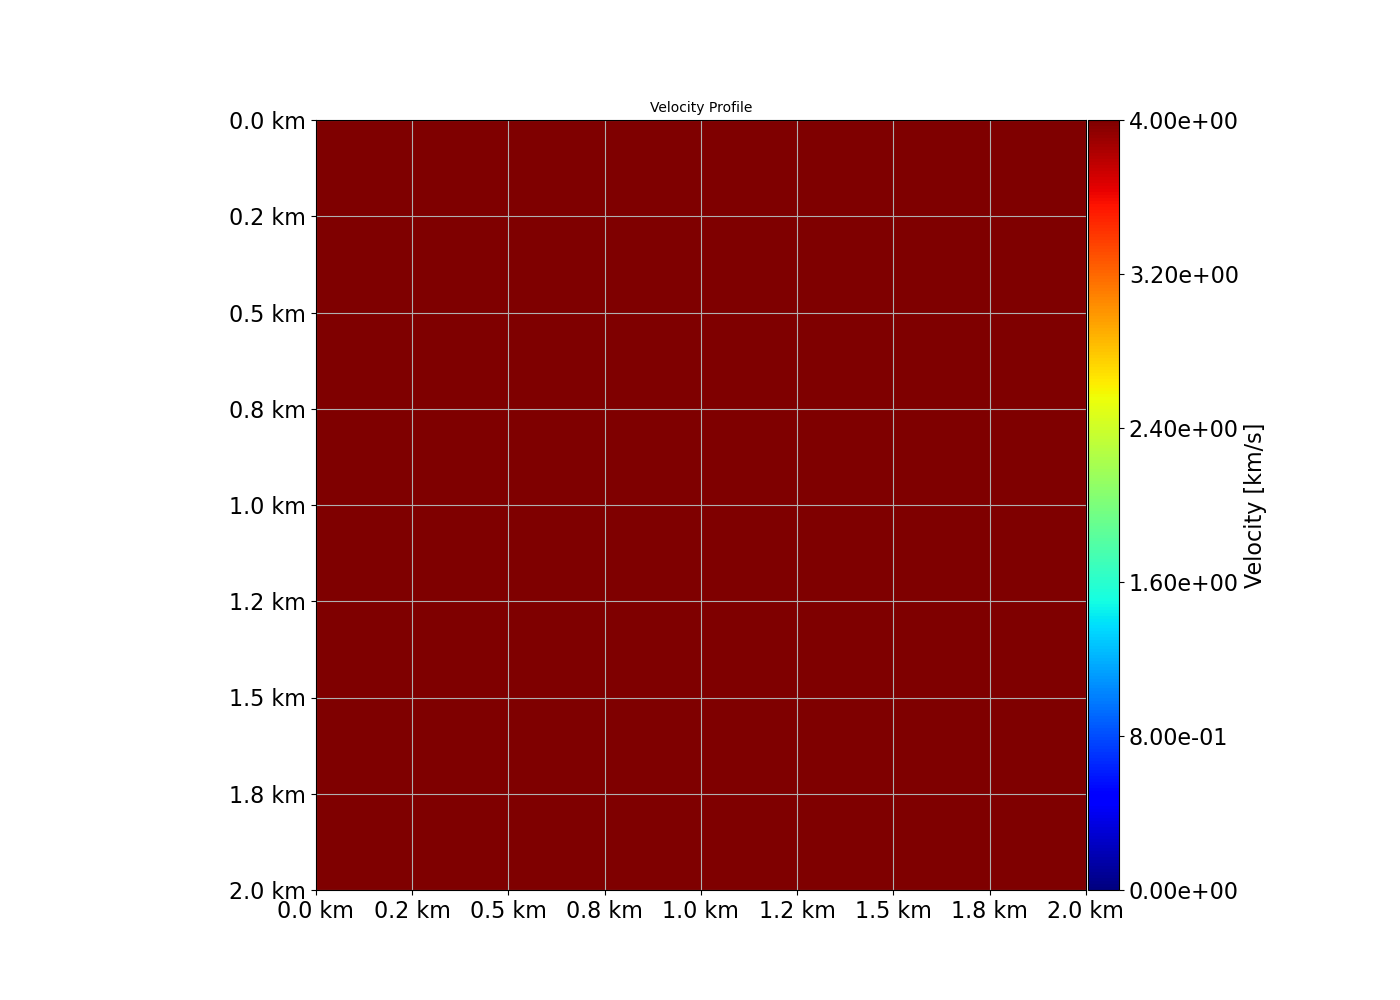 Velocity Profile
0.0 km
0.2 km
0.5 km
0.8 km
1.0 km
1.2 km
1.5 km
1.8 km
2.0 km
0.0 km 0.2 km 0.5 km 0.8 km 1.0 km 1.2 km 1.5 km 1.8 km 2.0 km
4.00e+00
3.20e+00
2.40e+00
1.60e+00
8.00e-01
0.00e+00
Velocity [km/s]